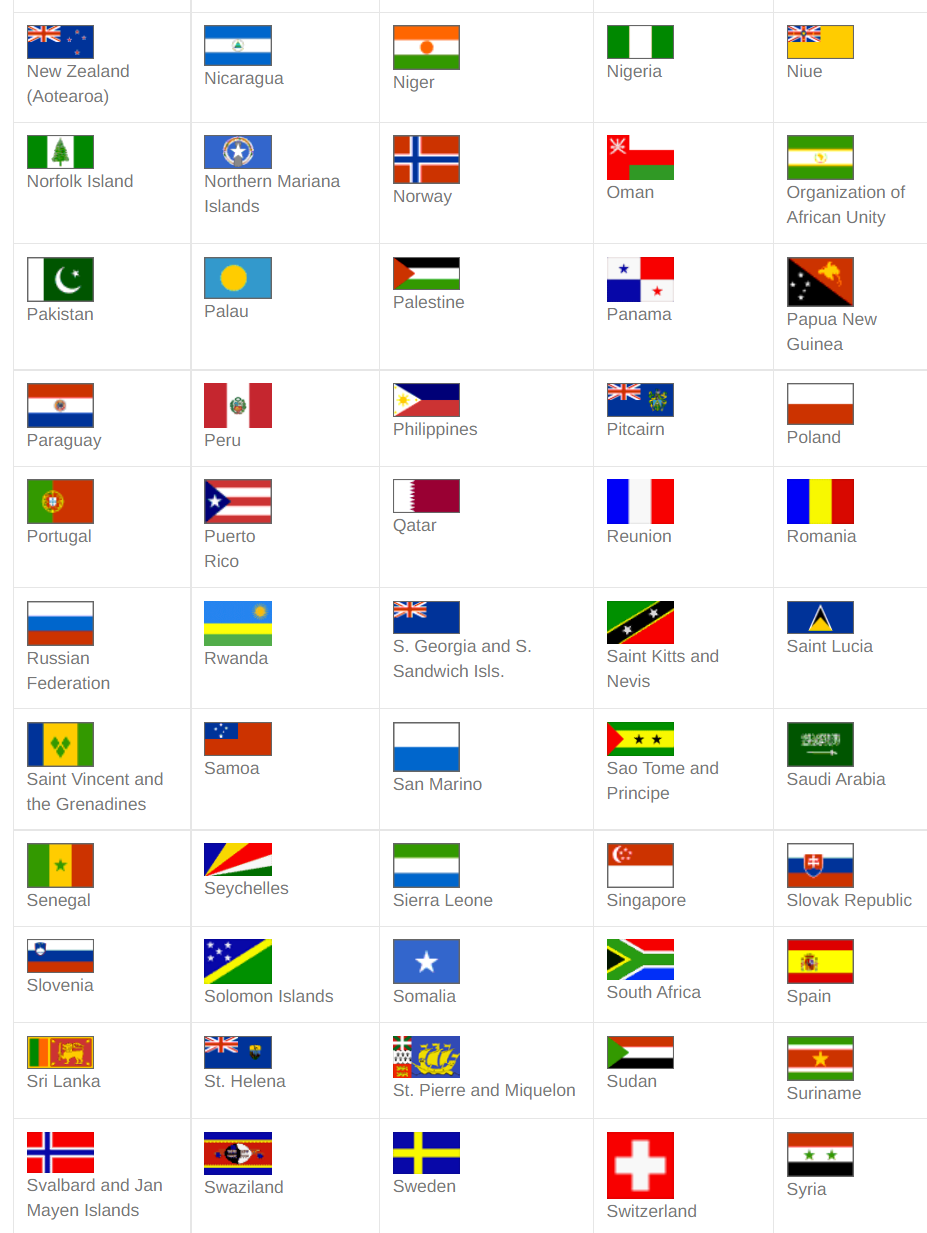 New Zealand
(Aotearoa)
Nicaragua
Niger
Nigeria
Niue
Norfolk Island
Northern Mariana
Islands
Norway
Oman
Organization of
African Unity
Pakistan
Palau
Palestine
Panama
Papua New
Guinea
Paraguay
Peru
Philippines
Pitcairn
Poland
Portugal
Puerto
Rico
Qatar
Reunion
Romania
Russian
Federation
Rwanda
S. Georgia and S.
Sandwich Isls.
Saint Kitts and
Nevis
Saint Lucia
Saint Vincent and
the Grenadines
Samoa
San Marino
Sao Tome and
Principe
Saudi Arabia
Senegal
Seychelles
Sierra Leone
Singapore
Slovak Republic
Slovenia
Solomon Islands
Somalia
South Africa
Spain
Sri Lanka
St. Helena
St. Pierre and Miquelon
Sudan
Suriname
Svalbard and Jan
Mayen Islands
Swaziland
Sweden
Switzerland
Syria